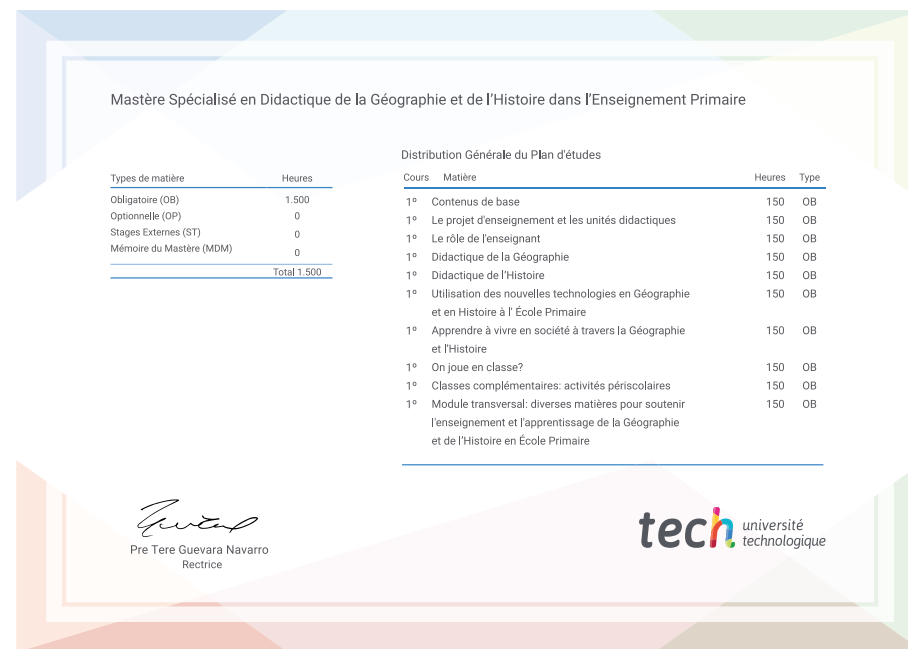 Mastère Spécialisé en Didactique de la Géographie et de l'Histoire dans l'Enseignement Primaire
Types de matière Heures
Obligatoire (OB) 1.500
Optionnelle (OP) 0
Stages Externes (ST) 0
Mémoire du Mastère (MDM) 0
Total 1.500
Distribution Générale du Plan d'études
Cours Matière Heures Type
1º Contenus de base 150 OB
1º Le projet d'enseignement et les unités didactiques 150 OB
1º Le rôle de l'enseignant 150 OB
1º Didactique de la Géographie 150 OB
1º Didactique de l'Histoire 150 OB
1º Utilisation des nouvelles technologies en Géographie 150 OB
et en Histoire à l' École Primaire
1º Apprendre à vivre en société à travers la Géographie 150 OB
et l'Histoire
1º On joue en classe? 150 OB
1º Classes complémentaires: activités périscolaires 150 OB
1º Module transversal: diverses matières pour soutenir 150 OB
l'enseignement et l'apprentissage de la Géographie
et de l'Histoire en École Primaire
Pre Tere Guevara Navarro
Rectrice
tech université
technologique